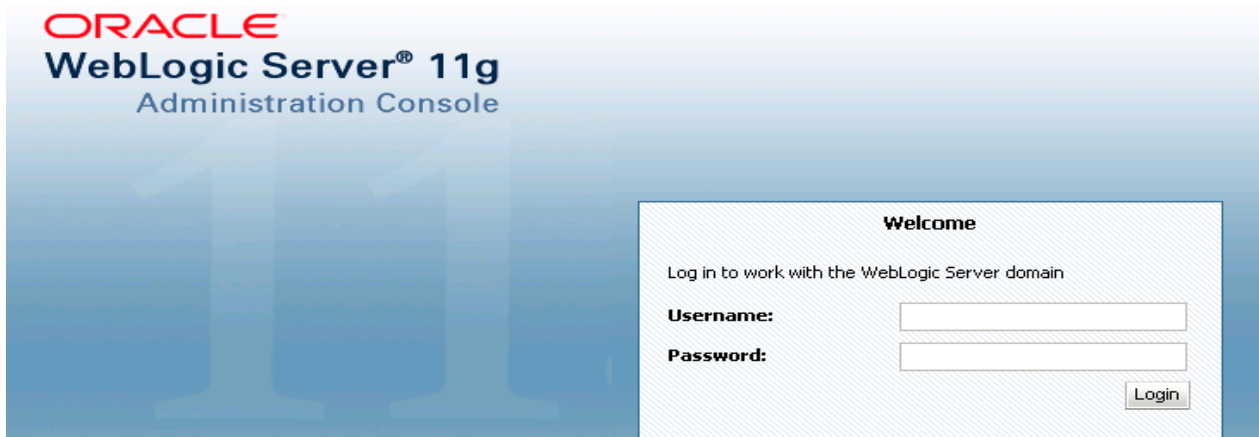 ORACLE
WebLogic Server® 11g
Administration Console
11
Welcome
Log in to work with the WebLogic Server domain
Username:
Password:
Login